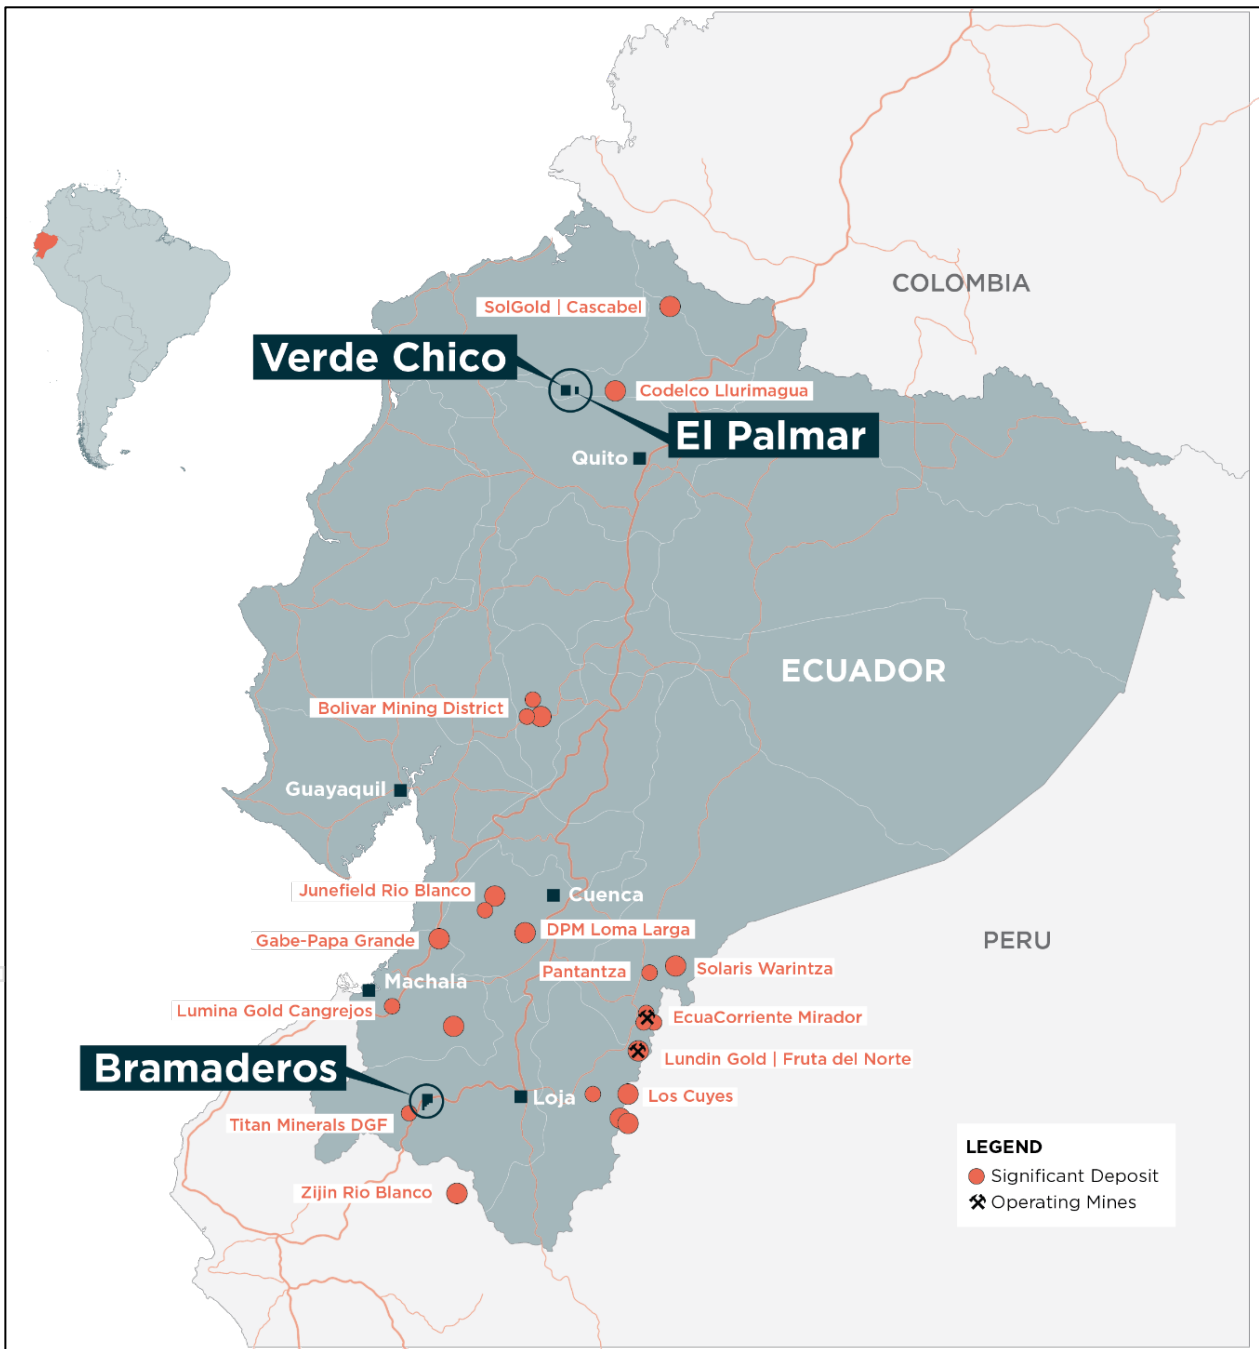 COLOMBIA
SolGold | Cascabel
Verde Chico
Codelco Llurimagua
El Palmar
Quito
ECUADOR
Bolivar Mining District
Guayaquil
Junefield Rio Blanco
Cuenca
DPM Loma Larga
Gabe-Papa Grande
PERU
Pantantza
Solaris Warintza
Machala
Lumina Gold Cangrejos
EcuaCorriente Mirador
Lundin Gold | Fruta del Norte
Bramaderos
Loja
Los Cuyes
Titan Minerals DGF
Zijin Rio Blanco
LEGEND
Significant Deposit
Operating Mines